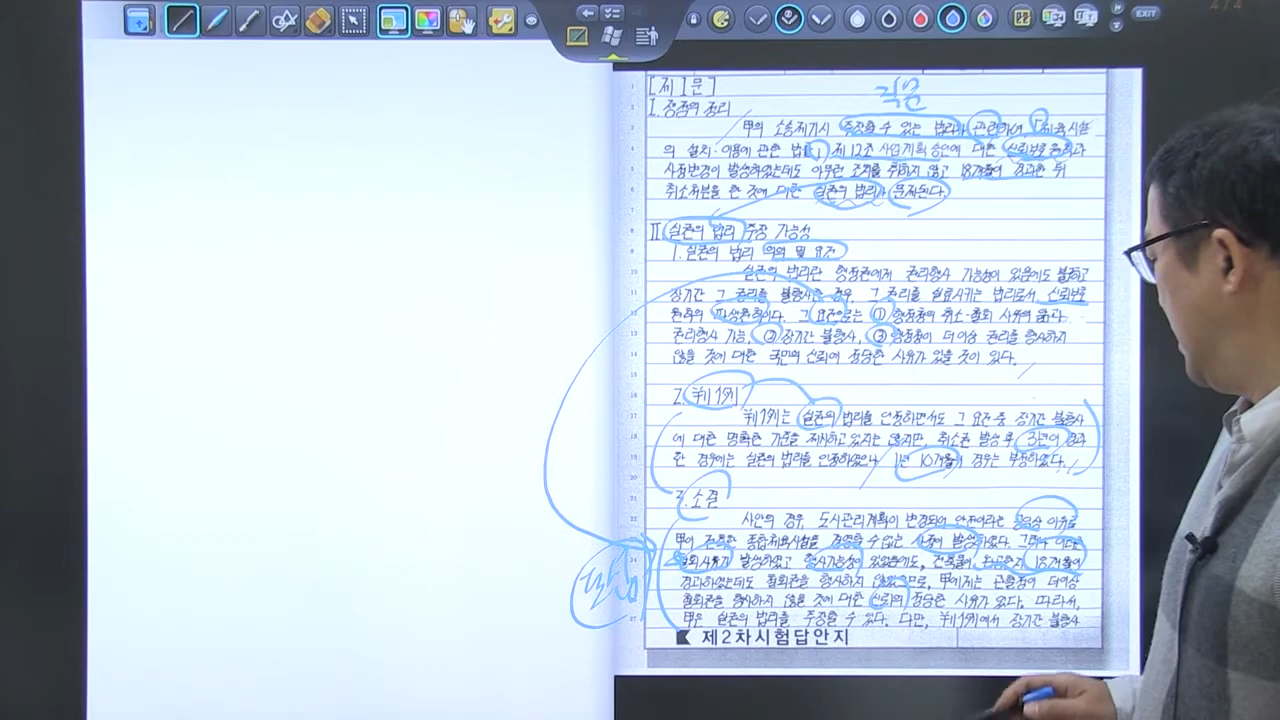 EXIT
4/4
[제1문]
작은
I. 쟁점의 정리
甲의 소송제기시 주장할 수 있는 법리와 관련하여, 「체육시설
의 설치·이용에 관한 법률」 제12조 사업계획 승인에 대한 신뢰보호원칙과
사정변경이 발생하였는데도 아무런 조치를 취하지 않고 18개월이 경과한 뒤
취소처분을 한 것에 대한 실권의 법리가 문제된다.
II. 실권의 법리 주장 가능성
1. 실권의 법리 의의 및 요건
실권의 법리란 행정청에게 권리행사 가능성이 있음에도 불구하고
장기간 그 권리를 불행사한 경우, 그 권리를 실효시키는 법리로서 신뢰보호
원칙의 파생원칙이다. 그 요건으로는 ① 행정청의 취소·철회 사유의 앎과
권리행사 가능, ② 장기간 불행사, ③ 행정청이 더이상 권리를 행사하지
않을 것에 대한 국민의 신뢰에 정당한 사유가 있을 것이 있다.
2. 判例
判例는 실권의 법리를 인정하면서도 그 요건 중 장기간 불행사
에 대한 명확한 기준을 제시하고 있지는 않지만, 취소권 발생 후 3년이 경과
한 경우에는 실권의 법리를 인정하였으나 1년 10개월의 경우는 부정하였다.
3. 소결
사안의 경우, 도시관리계획이 변경되어 안전이라는 공익상 이유로
甲이 건축한 종합체육시설을 경영할 수 없는 사정이 발생하였다. 그러나 이러한
철회사유가 발생하였고 행사가능성이 있었음에도, 건축물이 완공한지 18개월이
경과하였는데도 철회권을 행사하지 않았으므로, 甲에게는 관할청이 더이상
철회권을 행사하지 않을 것에 대한 신뢰의 정당한 사유가 있다. 따라서,
甲은 실권의 법리를 주장할 수 있다. 다만, 判例에서 장기간 불행사
제2차시험답안지